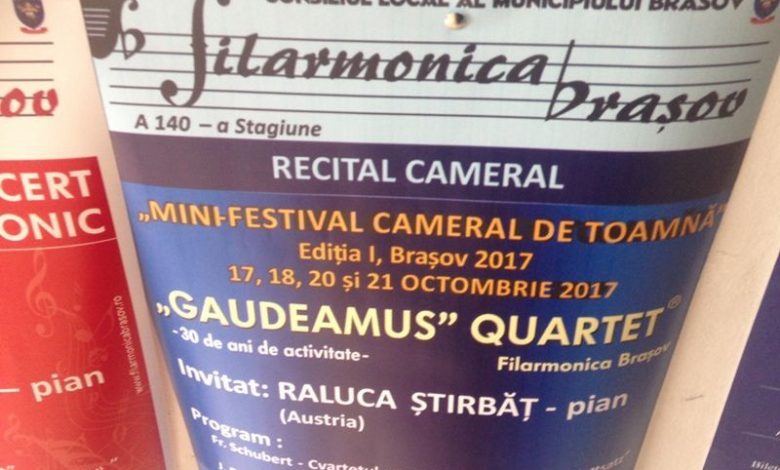 CONSILIUL LOCAL AL MUNICIPIULUI BRAȘOV
filarmonica
brașov
A 140 – a Stagiune
RECITAL CAMERAL
„MINI-FESTIVAL CAMERAL DE TOAMNĂ”
Ediția I, Brașov 2017
17, 18, 20 și 21 OCTOMBRIE 2017
„GAUDEAMUS” QUARTET®
-30 de ani de activitate-
Filarmonica Brașov
Invitat: RALUCA ȘTIRBĂȚ - pian
(Austria)
Program :
Fr. Schubert - Cvartetul
ov
CERT
ONIC
www.filarmonicabrasov.ro
- pian